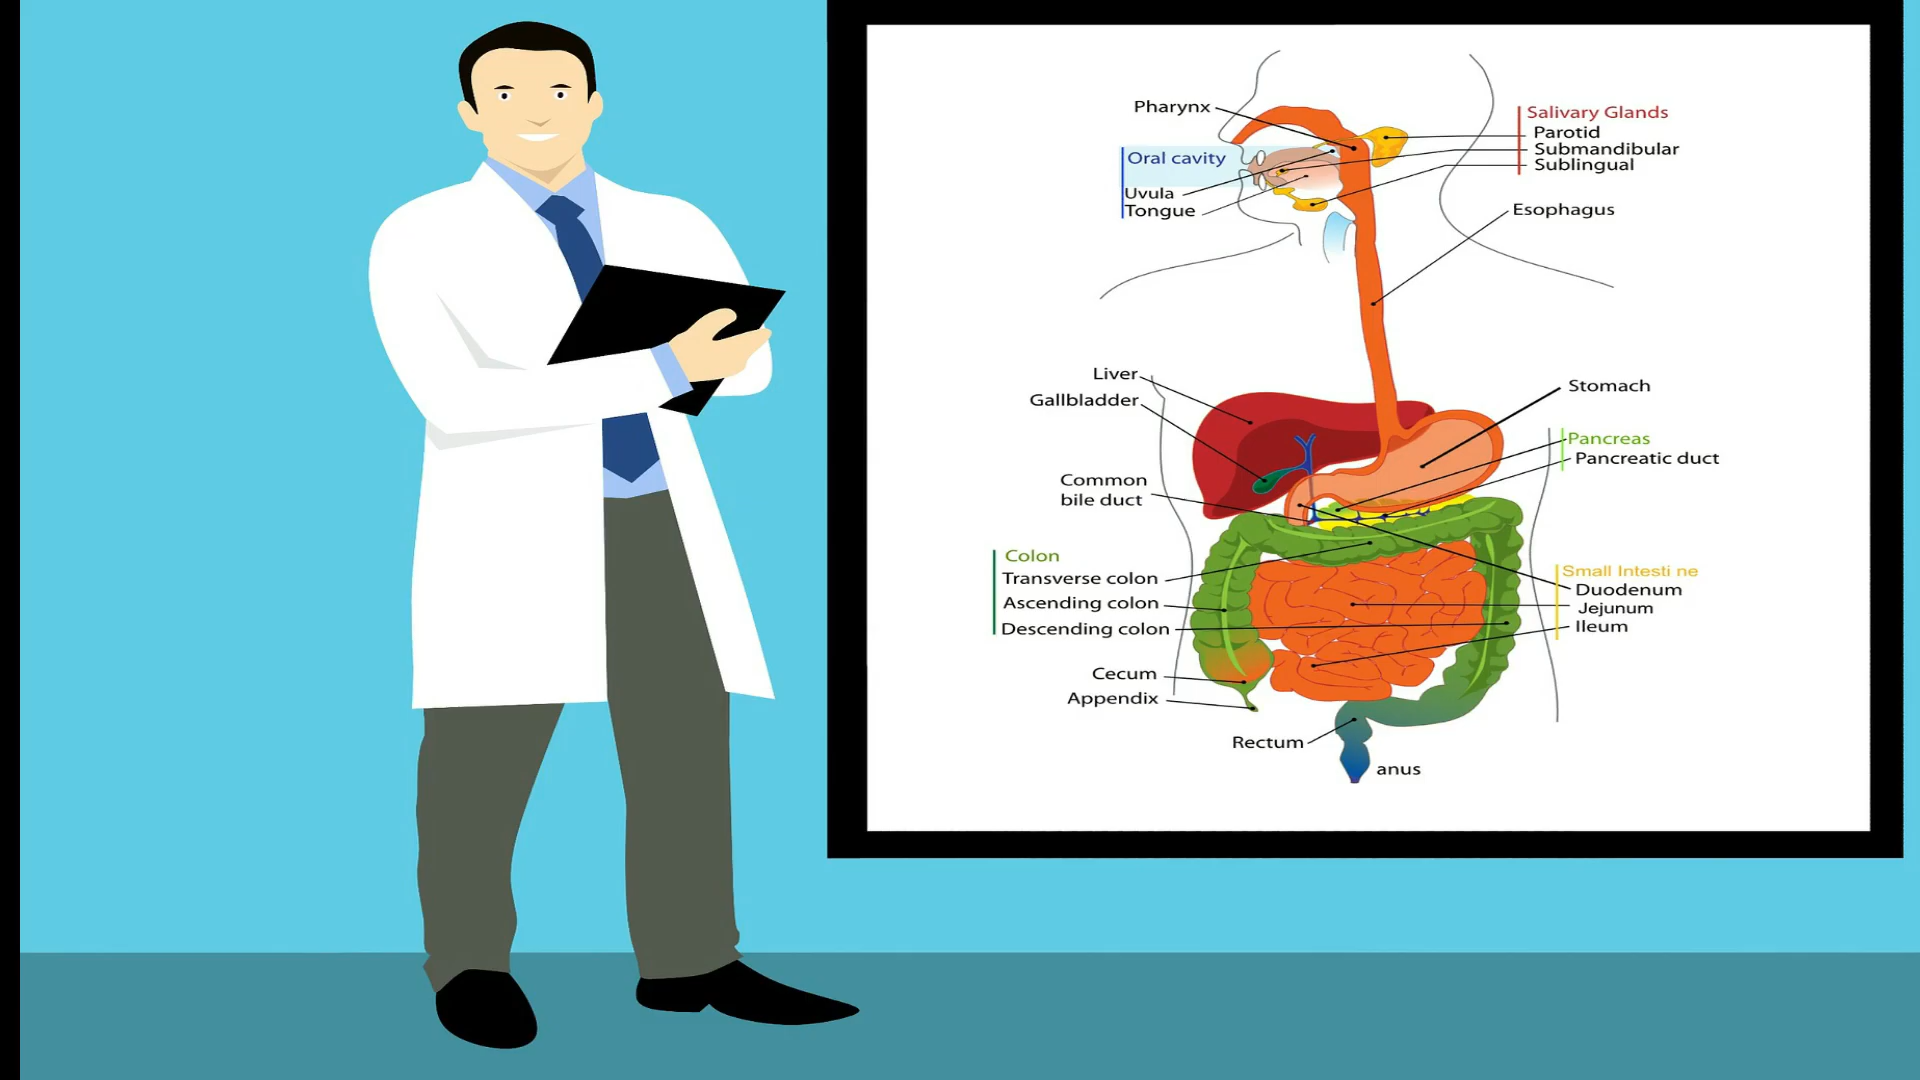 Pharynx
Oral cavity
Uvula
Tongue
Salivary Glands
Parotid
Submandibular
Sublingual
Esophagus
Liver
Gallbladder
Common
bile duct
Stomach
Pancreas
Pancreatic duct
Colon
Transverse colon
Ascending colon
Descending colon
Small Intesti ne
Duodenum
Jejunum
Ileum
Cecum
Appendix
Rectum
anus